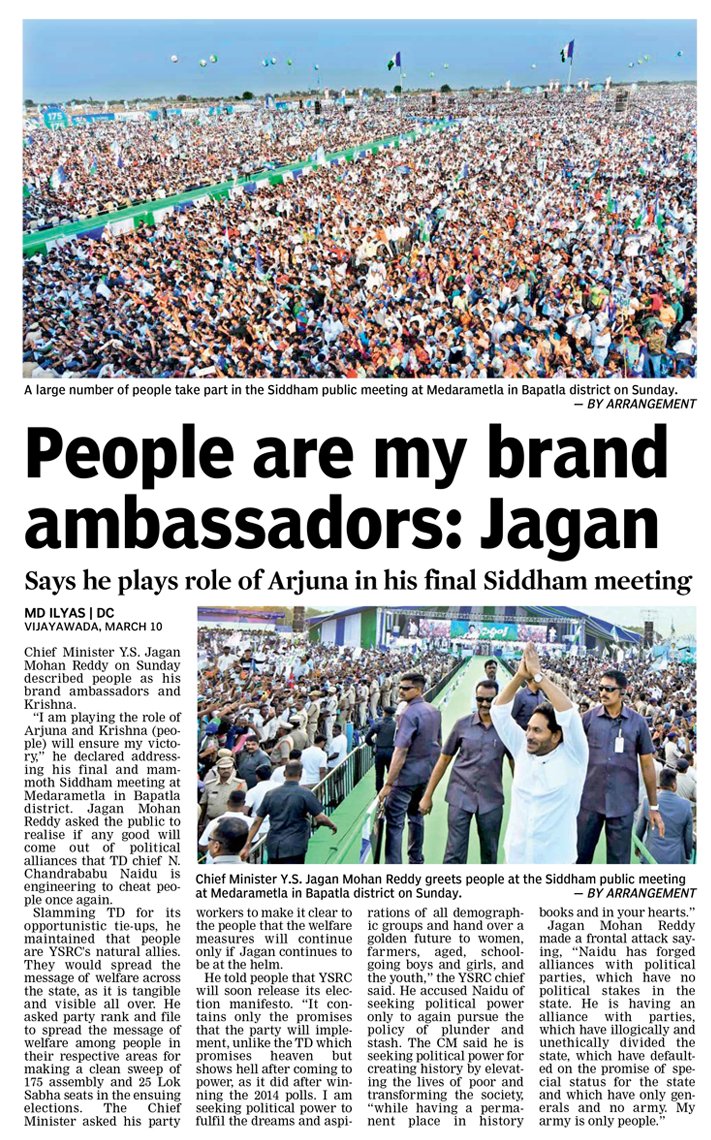 175
A large number of people take part in the Siddham public meeting at Medarametla in Bapatla district on Sunday.
— BY ARRANGEMENT
People are my brand
ambassadors: Jagan
Says he plays role of Arjuna in his final Siddham meeting
MD ILYAS | DC
VIJAYAWADA, MARCH 10
Chief Minister Y.S. Jagan
Mohan Reddy on Sunday
described people as his
brand ambassadors and
Krishna.
“I am playing the role of
Arjuna and Krishna (peo-
ple) will ensure my victo-
ry,” he declared address-
ing his final and mam-
moth Siddham meeting at
Medarametla in Bapatla
district. Jagan Mohan
Reddy asked the public to
realise if any good will
come out of political
alliances that TD chief N.
Chandrababu Naidu is
engineering to cheat peo-
ple once again.
Slamming TD for its
opportunistic tie-ups, he
maintained that people
are YSRC's natural allies.
They would spread the
message of welfare across
the state, as it is tangible
and visible all over. He
asked party rank and file
to spread the message of
welfare among people in
their respective areas for
making a clean sweep of
175 assembly and 25 Lok
Sabha seats in the ensuing
elections. The Chief
Minister asked his party
Chief Minister Y.S. Jagan Mohan Reddy greets people at the Siddham public meeting
at Medarametla in Bapatla district on Sunday.
— BY ARRANGEMENT
workers to make it clear to
the people that the welfare
measures will continue
only if Jagan continues to
be at the helm.
He told people that YSRC
will soon release its elec-
tion manifesto. “It con-
tains only the promises
that the party will imple-
ment, unlike the TD which
promises heaven but
shows hell after coming to
power, as it did after win-
ning the 2014 polls. I am
seeking political power to
fulfil the dreams and aspi-
rations of all demograph-
ic groups and hand over a
golden future to women,
farmers, aged, school-
going boys and girls, and
the youth,” the YSRC chief
said. He accused Naidu of
seeking political power
only to again pursue the
policy of plunder and
stash. The CM said he is
seeking political power for
creating history by elevat-
ing the lives of poor and
transforming the society,
“while having a perma-
nent place in history
books and in your hearts.”
Jagan Mohan Reddy
made a frontal attack say-
ing, “Naidu has forged
alliances with political
parties, which have no
political stakes in the
state. He is having an
alliance with parties,
which have illogically and
unethically divided the
state, which have default-
ed on the promise of spe-
cial status for the state
and which have only gen-
erals and no army. My
army is only people.”